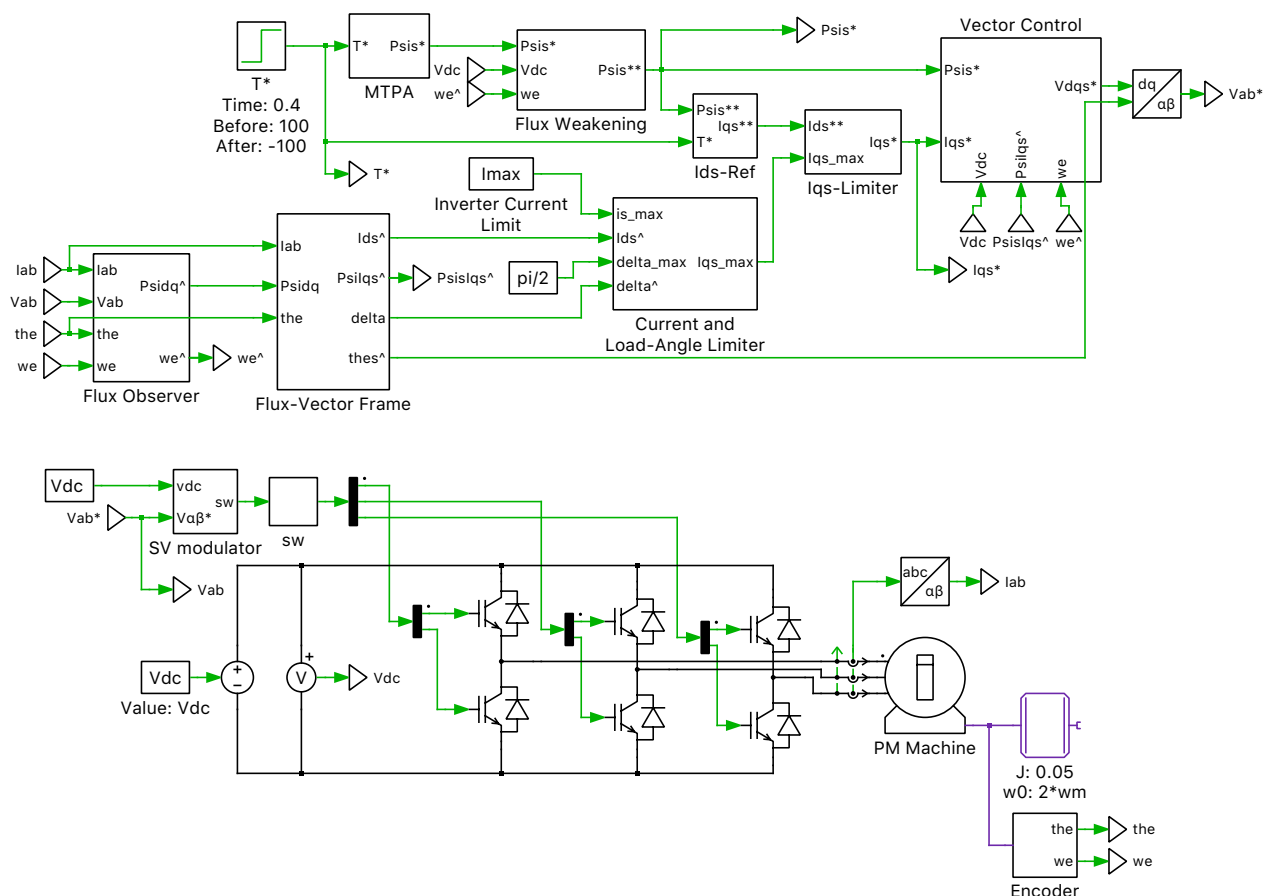 Vector Control
T*
Psis*
MTPA
T*
Time: 0.4
Before: 100
After: -100
Vdc
we^
Psis*
Vdc
we
Psis**
Flux Weakening
Psis*
Psis*
Iqs*
Vdqs*
Vdc
PsiIqs^
we
dq
αβ
Vab*
Psis**
Iqs**
T*
Ids-Ref
Ids**
Iqs_max
Iqs*
Iqs-Limiter
T*
Imax
Inverter Current
Limit
is_max
Ids^
delta_max
delta^
Iqs_max
pi/2
Current and
Load-Angle Limiter
Vdc
PsisIqs^
we^
Iqs*
Iab
Vab
the
we
Iab
Vab
the
we
Psidq^
we^
Flux Observer
we^
Iab
Psidq
the
Ids^
PsiIqs^
delta
thes^
Flux-Vector Frame
PsisIqs^
Vdc
Vab*
vdc
Vαβ*
sw
SV modulator
sw
Vab
abc
αβ
Iab
Vdc
Value: Vdc
+
−
+
V
Vdc
PM Machine
J: 0.05
w0: 2*wm
the
we
the
we
Encoder